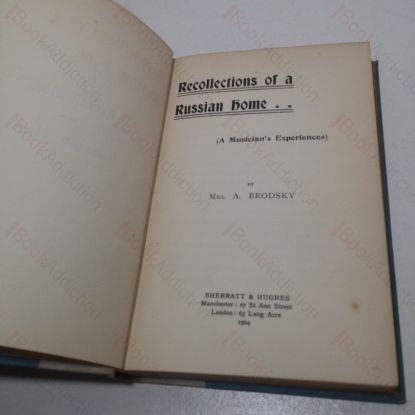 Recollections of a
Russian Home . .
(A Musician's Experiences)
BY
Mrs. A. BRODSKY
SHERRATT & HUGHES
Manchester : 27 St Ann Street
London : 65 Long Acre
1904
BookAddiction